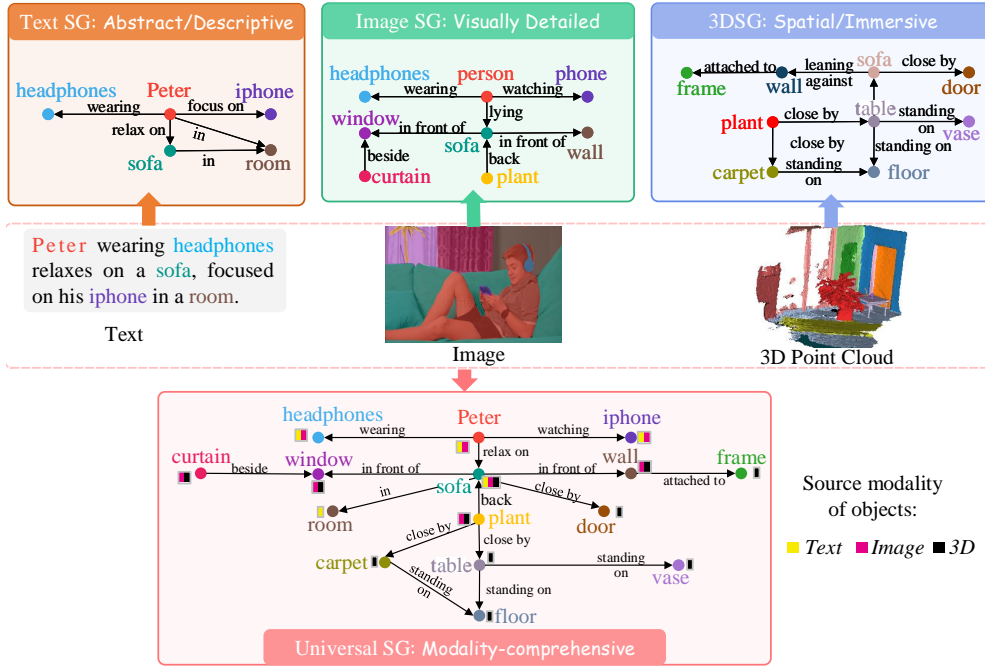 Text SG: Abstract/Descriptive
headphones
Peter
iphone
wearing
focus on
relax on
in
sofa
in
room
Image SG: Visually Detailed
headphones
person
phone
wearing
watching
lying
window
in front of
sofa
in front of
wall
beside
back
curtain
plant
3DSG: Spatial/Immersive
sofa
attached to
leaning
against
close by
frame
wall
door
plant
close by
table
standing
on
vase
close by
standing on
carpet
standing
on
floor
Peter wearing headphones
relaxes on a sofa, focused
on his iphone in a room.
Text
Image
3D Point Cloud
headphones
Peter
iphone
wearing
watching
relax on
curtain
window
wall
frame
beside
in front of
in front of
attached to
sofa
in
close by
back
room
plant
door
close by
close by
carpet
table
standing
on
vase
standing
on
standing on
floor
Universal SG: Modality-comprehensive
Source modality
of objects:
Text
Image
3D